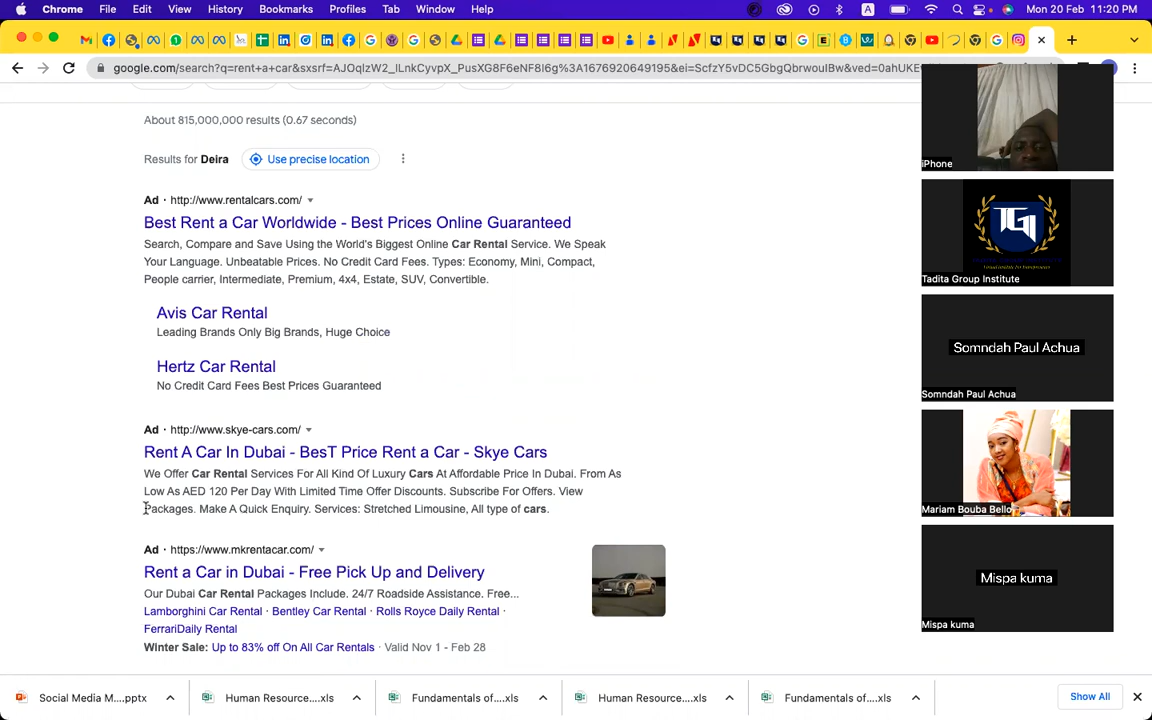 Chrome File Edit View History Bookmarks Profiles Tab Window Help
A
Mon 20 Feb 11:20 PM
google.com/search?q=rent+a+car&sxsrf=AJOqlzW2_ILnkCyvpX_PusXG8F6eNF8I6g%3A1676920649195&ei=ScfzY5vDC5GbgQbrwouIBw&ved=0ahUKE
About 815,000,000 results (0.67 seconds)
Results for Deira Use precise location
Ad · http://www.rentalcars.com/
Best Rent a Car Worldwide - Best Prices Online Guaranteed
Search, Compare and Save Using the World's Biggest Online Car Rental Service. We Speak
Your Language. Unbeatable Prices. No Credit Card Fees. Types: Economy, Mini, Compact,
People carrier, Intermediate, Premium, 4x4, Estate, SUV, Convertible.
Avis Car Rental
Leading Brands Only Big Brands, Huge Choice
Hertz Car Rental
No Credit Card Fees Best Prices Guaranteed
Ad · http://www.skye-cars.com/
Rent A Car In Dubai - BesT Price Rent a Car - Skye Cars
We Offer Car Rental Services For All Kind Of Luxury Cars At Affordable Price In Dubai. From As
Low As AED 120 Per Day With Limited Time Offer Discounts. Subscribe For Offers. View
Packages. Make A Quick Enquiry. Services: Stretched Limousine, All type of cars.
Ad · https://www.mkrentacar.com/
Rent a Car in Dubai - Free Pick Up and Delivery
Our Dubai Car Rental Packages Include. 24/7 Roadside Assistance. Free...
Lamborghini Car Rental · Bentley Car Rental · Rolls Royce Daily Rental ·
FerrariDaily Rental
Winter Sale: Up to 83% off On All Car Rentals · Valid Nov 1 - Feb 28
iPhone
TGI
Tadita Group Institute
Somndah Paul Achua
Somndah Paul Achua
Mariam Bouba Bello
Mispa kuma
Mispa kuma
Social Media M....pptx
Human Resource....xls
Fundamentals of....xls
Human Resource....xls
Fundamentals of....xls
Show All